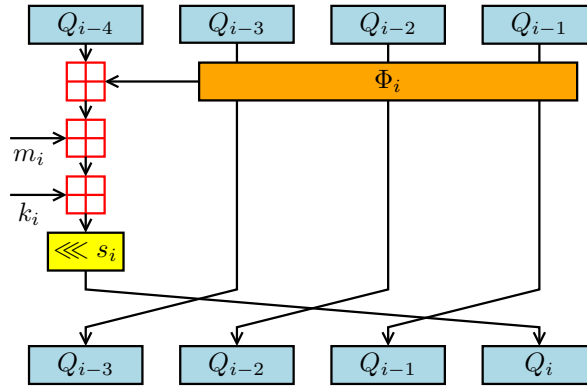 Q_{i−4} Q_{i−3} Q_{i−2} Q_{i−1}
Φ_i
m_i
k_i
⋘ s_i
Q_{i−3} Q_{i−2} Q_{i−1} Q_i